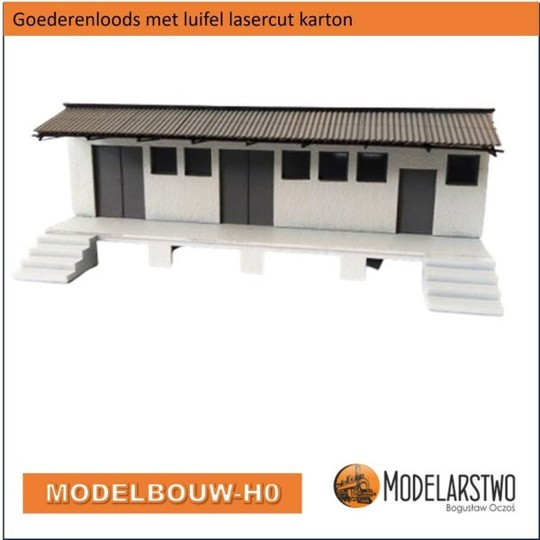 Goederenloods met luifel lasercut karton
MODELBOUW-H0
MODELARSTWO
Bogusław Oczoś